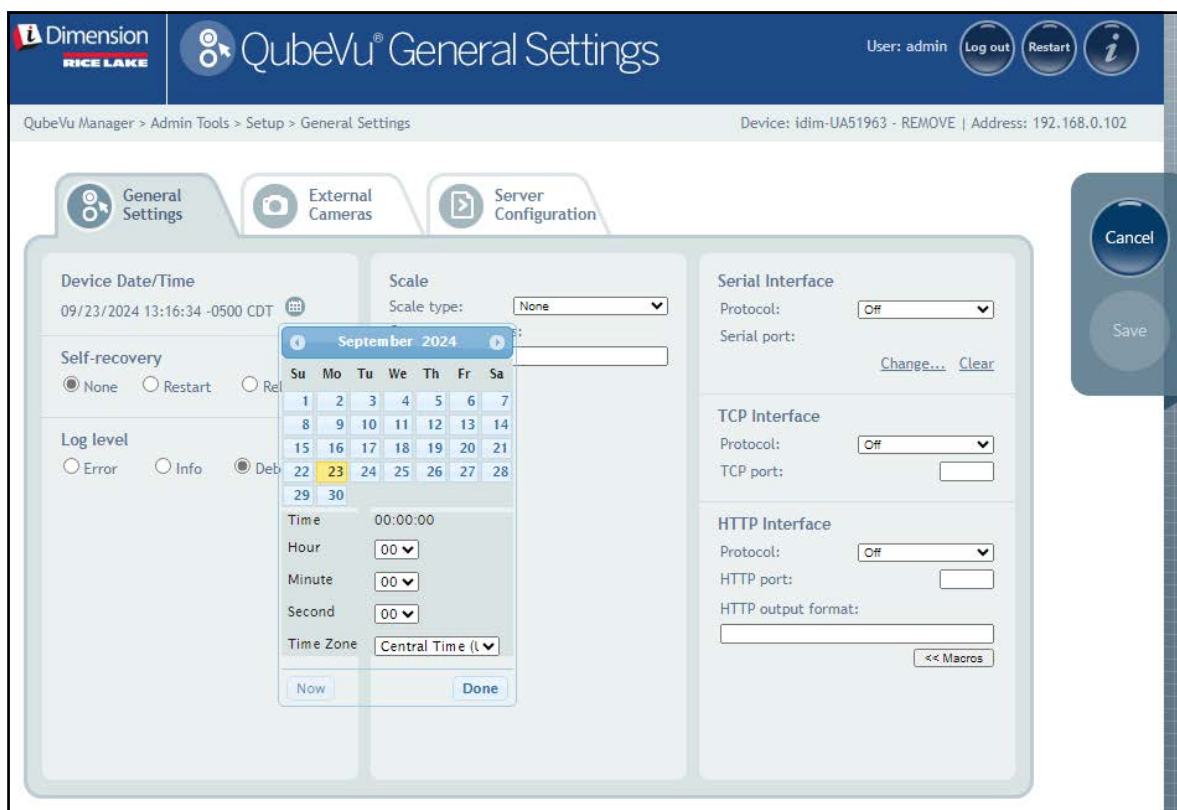 iDimension
RICE LAKE
QubeVu® General Settings
User: admin
Log out
Restart
i
QubeVu Manager > Admin Tools > Setup > General Settings
Device: idim-UA51963 - REMOVE | Address: 192.168.0.102
General
Settings
External
Cameras
Server
Configuration
Cancel
Save
Device Date/Time
09/23/2024 13:16:34 -0500 CDT
Self-recovery
None Restart
Log level
Error Info
September 2024
Su Mo Tu We Th Fr Sa
1 2 3 4 5 6 7
8 9 10 11 12 13 14
15 16 17 18 19 20 21
22 23 24 25 26 27 28
29 30
Time 00:00:00
Hour 00
Minute 00
Second 00
Time Zone Central Time (
Now Done
Scale
Scale type: None
Serial Interface
Protocol: Off
Serial port:
Change... Clear
TCP Interface
Protocol: Off
TCP port:
HTTP Interface
Protocol: Off
HTTP port:
HTTP output format:
<< Macros